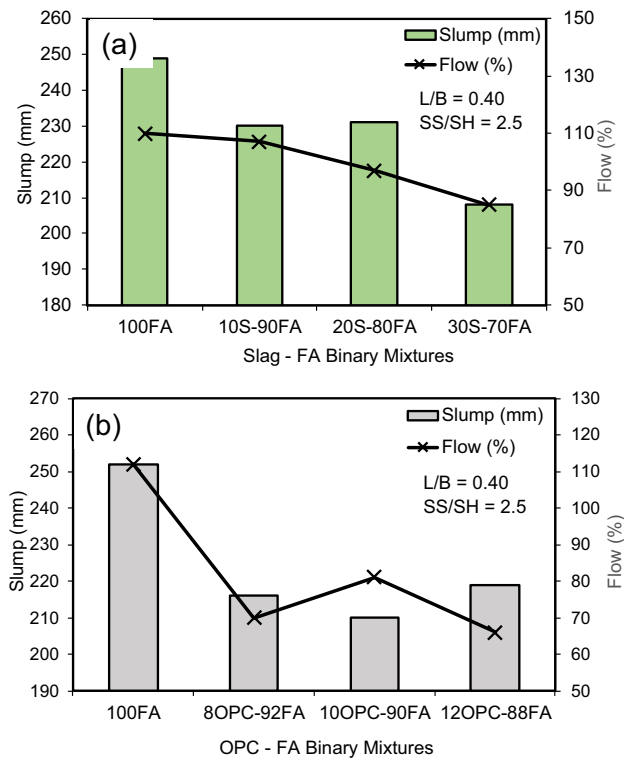 (a)
Slump (mm)
Flow (%)
L/B = 0.40
SS/SH = 2.5
260
250
240
230
220
210
200
190
180
Slump (mm)
150
130
110
90
70
50
Flow (%)
100FA
10S-90FA
20S-80FA
30S-70FA
Slag - FA Binary Mixtures
(b)
Slump (mm)
Flow (%)
L/B = 0.40
SS/SH = 2.5
270
260
250
240
230
220
210
200
190
Slump (mm)
130
120
110
100
90
80
70
60
50
Flow (%)
100FA
8OPC-92FA
10OPC-90FA
12OPC-88FA
OPC - FA Binary Mixtures